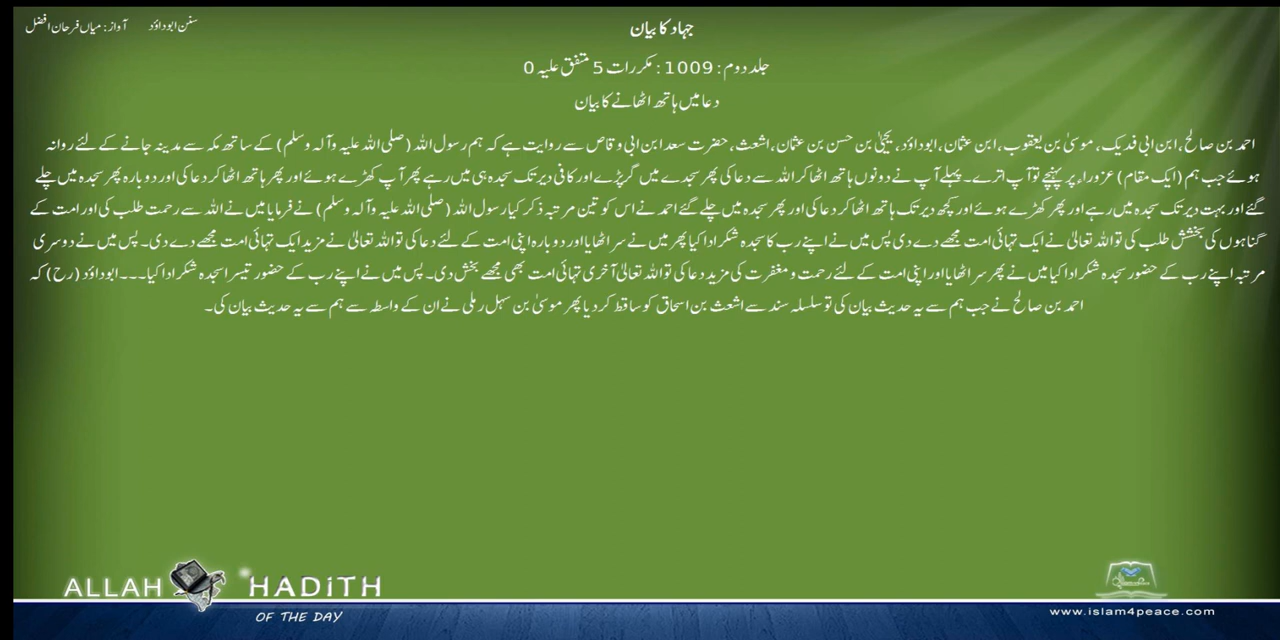 سنن ابوداؤد آواز: میاں فرحان افضل
جہاد کا بیان
جلد دوم: 1009: مکررات 5 متفق علیہ 0
دعا میں ہاتھ اٹھانے کا بیان
احمد بن صالح، ابن ابی فدیک، موسیٰ بن یعقوب، ابن عثمان، ابوداؤد، یحییٰ بن حسن بن عثمان، اشعث، حضرت سعد ابن ابی وقاص سے روایت ہے کہ ہم رسول اللہ (صلی اللہ علیہ وآلہ وسلم) کے ساتھ مکہ سے مدینہ جانے کے لئے روانہ
ہوئے جب ہم (ایک مقام) عزوراء پر پہنچے تو آپ اترے۔ پہلے آپ نے دونوں ہاتھ اٹھا کر اللہ سے دعا کی پھر سجدے میں گر پڑے اور کافی دیر تک سجدہ ہی میں رہے پھر آپ کھڑے ہوئے اور پھر ہاتھ اٹھا کر دعا کی اور دوبارہ پھر سجدہ میں چلے
گئے اور بہت دیر تک سجدہ میں رہے اور پھر کھڑے ہوئے اور کچھ دیر تک ہاتھ اٹھا کر دعا کی اور پھر سجدہ میں چلے گئے احمد نے اس کو تین مرتبہ ذکر کیا رسول اللہ (صلی اللہ علیہ وآلہ وسلم) نے فرمایا میں نے اللہ سے رحمت طلب کی اور امت کے
گناہوں کی بخشش طلب کی تو اللہ تعالیٰ نے ایک تہائی امت مجھے دے دی پس میں نے اپنے رب کا سجدہ شکر ادا کیا پھر میں نے سر اٹھایا اور دوبارہ اپنی امت کے لئے دعا کی تو اللہ تعالیٰ نے مزید ایک تہائی امت مجھے دے دی۔ پس میں نے دوسری
مرتبہ اپنے رب کے حضور سجدہ شکر ادا کیا میں نے پھر سر اٹھایا اور اپنی امت کے لئے رحمت و مغفرت کی مزید دعا کی تو اللہ تعالیٰ آخری تہائی امت بھی مجھے بخش دی۔ پس میں نے اپنے رب کے حضور تیسرا سجدہ شکر ادا کیا۔۔۔ ابوداؤد (رح) کہ
احمد بن صالح نے جب ہم سے یہ حدیث بیان کی تو سلسلہ سند سے اشعث بن اسحاق کو ساقط کر دیا پھر موسیٰ بن سہل رملی نے ان کے واسطہ سے ہم سے یہ حدیث بیان کی۔
ALLAH HADITH
OF THE DAY
www.islam4peace.com